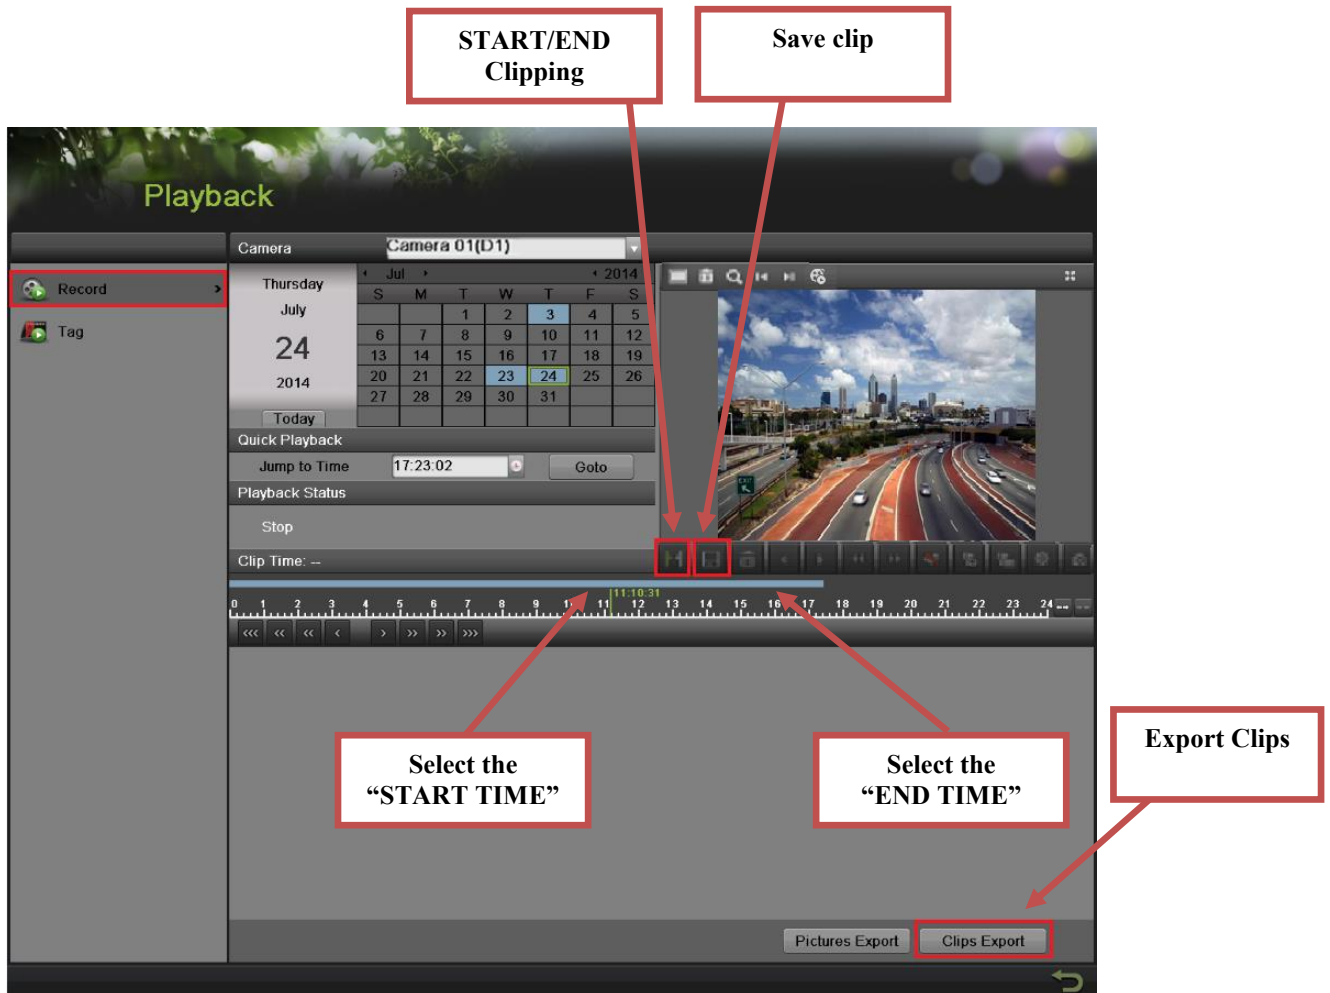 START/END
Clipping
Save clip
Playback
Camera
Camera 01(D1)
Record
Tag
Thursday
July
24
2014
Today
Jul
2014
S M T W T F S
1 2 3 4 5
6 7 8 9 10 11 12
13 14 15 16 17 18 19
20 21 22 23 24 25 26
27 28 29 30 31
Quick Playback
Jump to Time
17:23:02
Goto
Playback Status
Stop
Clip Time: --
EXIT
11:10:31
0 1 2 3 4 5 6 7 8 9 10 11 12 13 14 15 16 17 18 19 20 21 22 23 24
Select the
“START TIME”
Select the
“END TIME”
Export Clips
Pictures Export
Clips Export